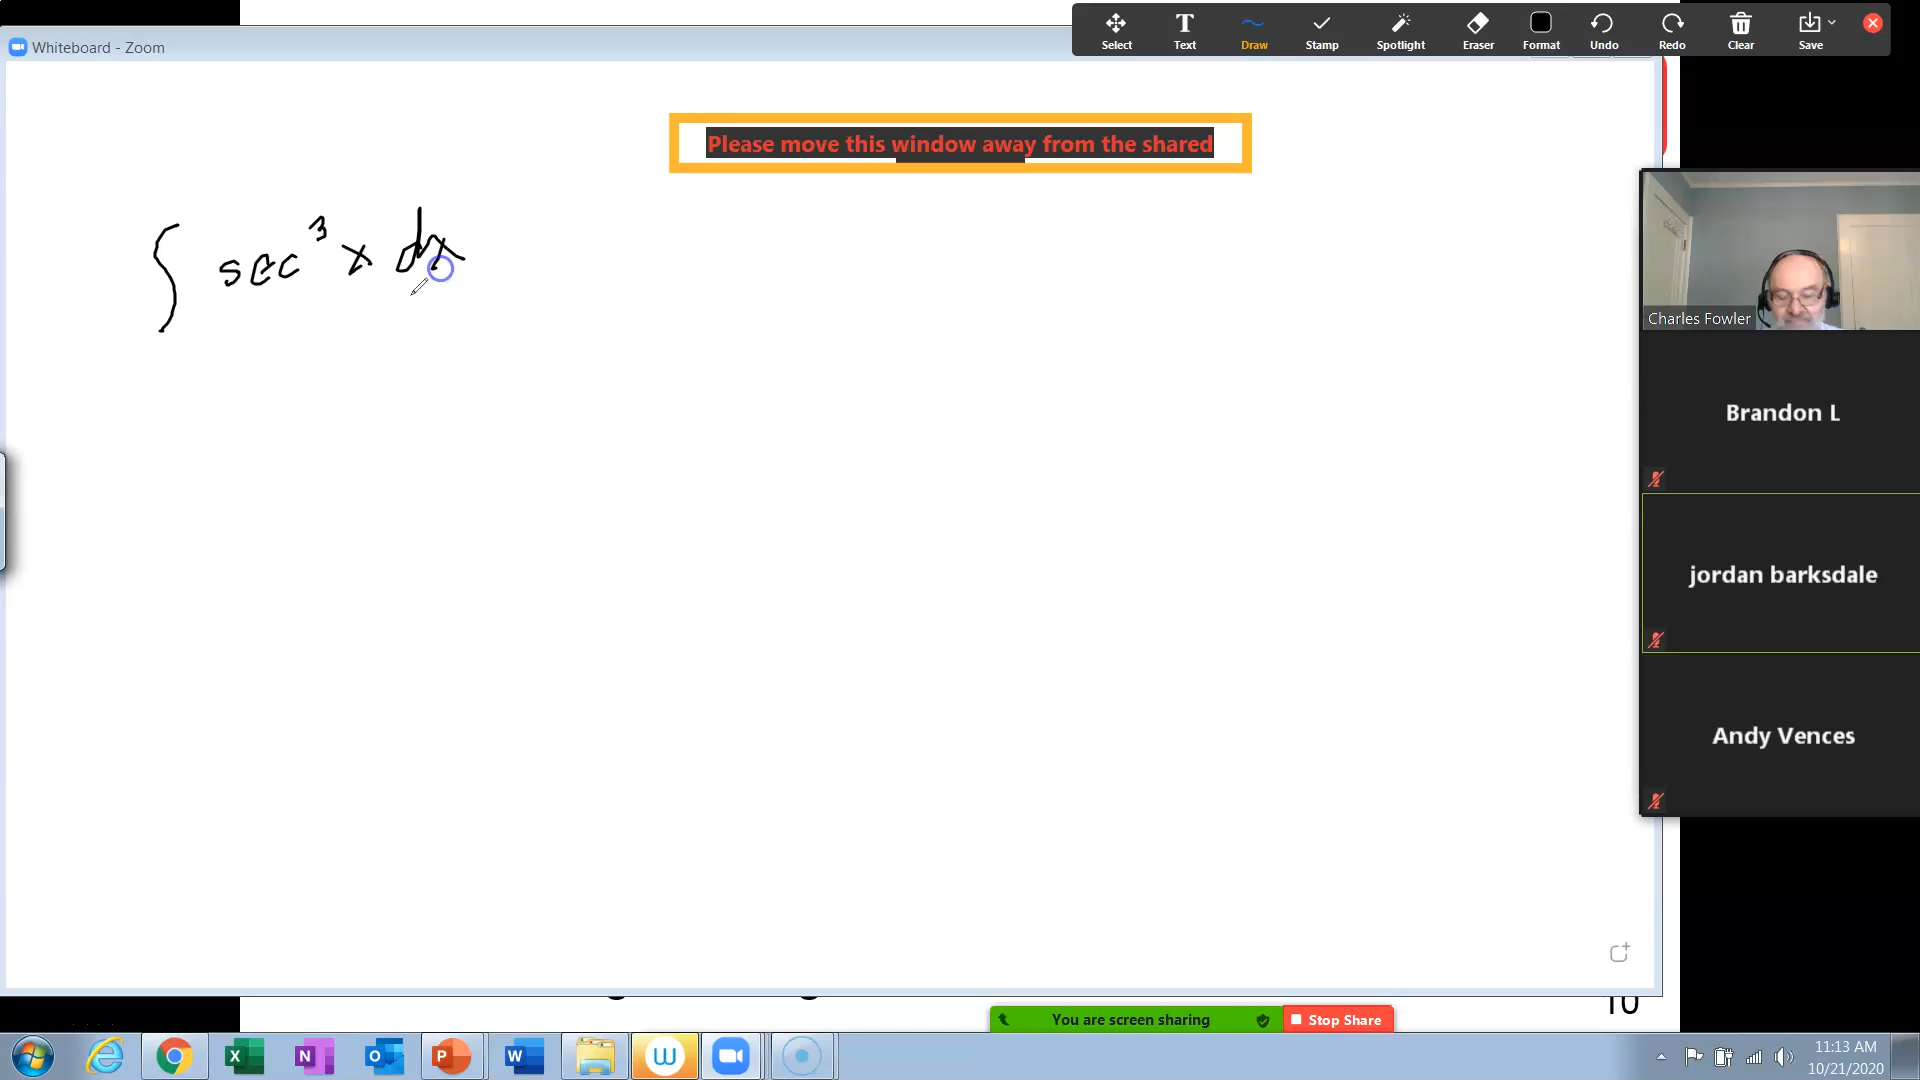 Whiteboard - Zoom
Select Text Draw Stamp Spotlight Eraser Format Undo Redo Clear Save
Please move this window away from the shared
∫ sec³ x dx
Charles Fowler
Brandon L
jordan barksdale
Andy Vences
10
You are screen sharing
Stop Share
11:13 AM
10/21/2020